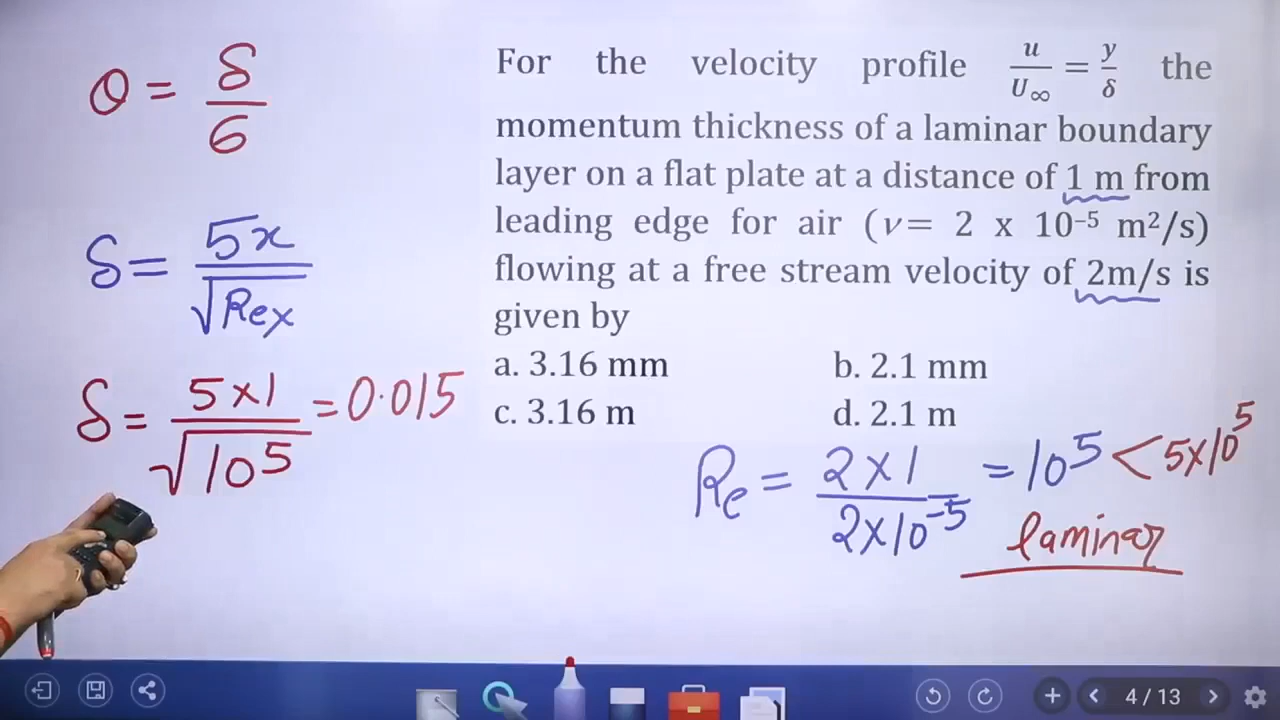 θ = δ/6
δ = 5x/√Rex
δ = 5×1/√10⁵ = 0.015
For the velocity profile u/U∞ = y/δ the
momentum thickness of a laminar boundary
layer on a flat plate at a distance of 1 m from
leading edge for air (ν= 2 x 10⁻⁵ m²/s)
flowing at a free stream velocity of 2m/s is
given by
a. 3.16 mm b. 2.1 mm
c. 3.16 m d. 2.1 m
Re = 2×1/2×10⁻⁵ = 10⁵ < 5×10⁵
laminar
4 / 13